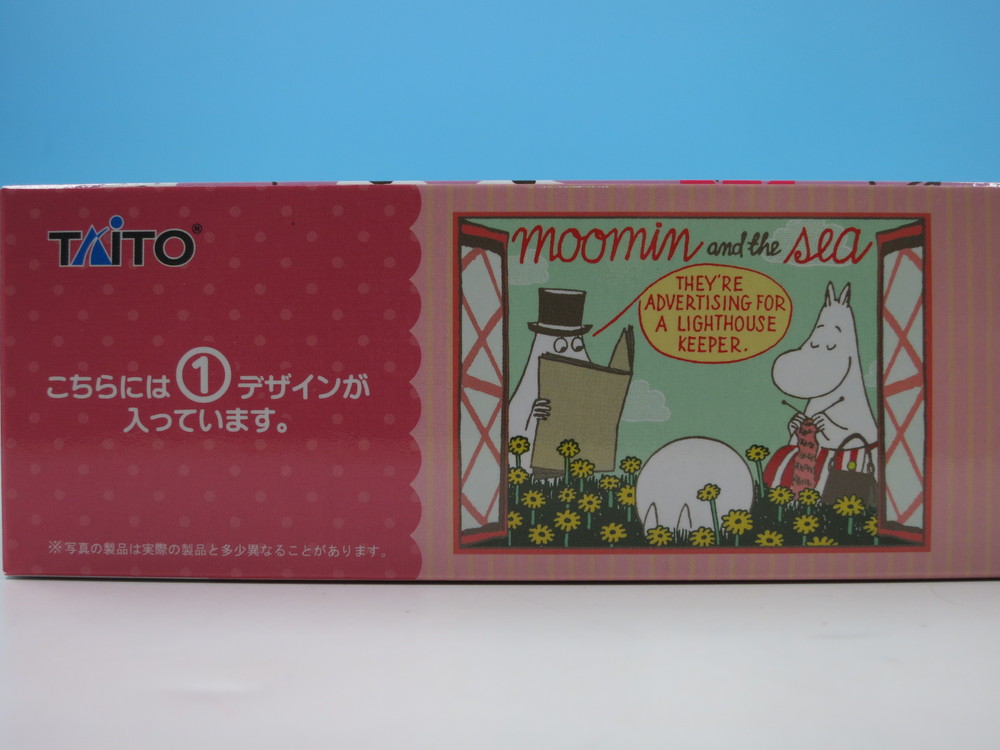 TAITO®
こちらには①デザインが
入っています。
※写真の製品は実際の製品と多少異なることがあります。
moomin and the sea
THEY'RE
ADVERTISING FOR
A LIGHTHOUSE
KEEPER.